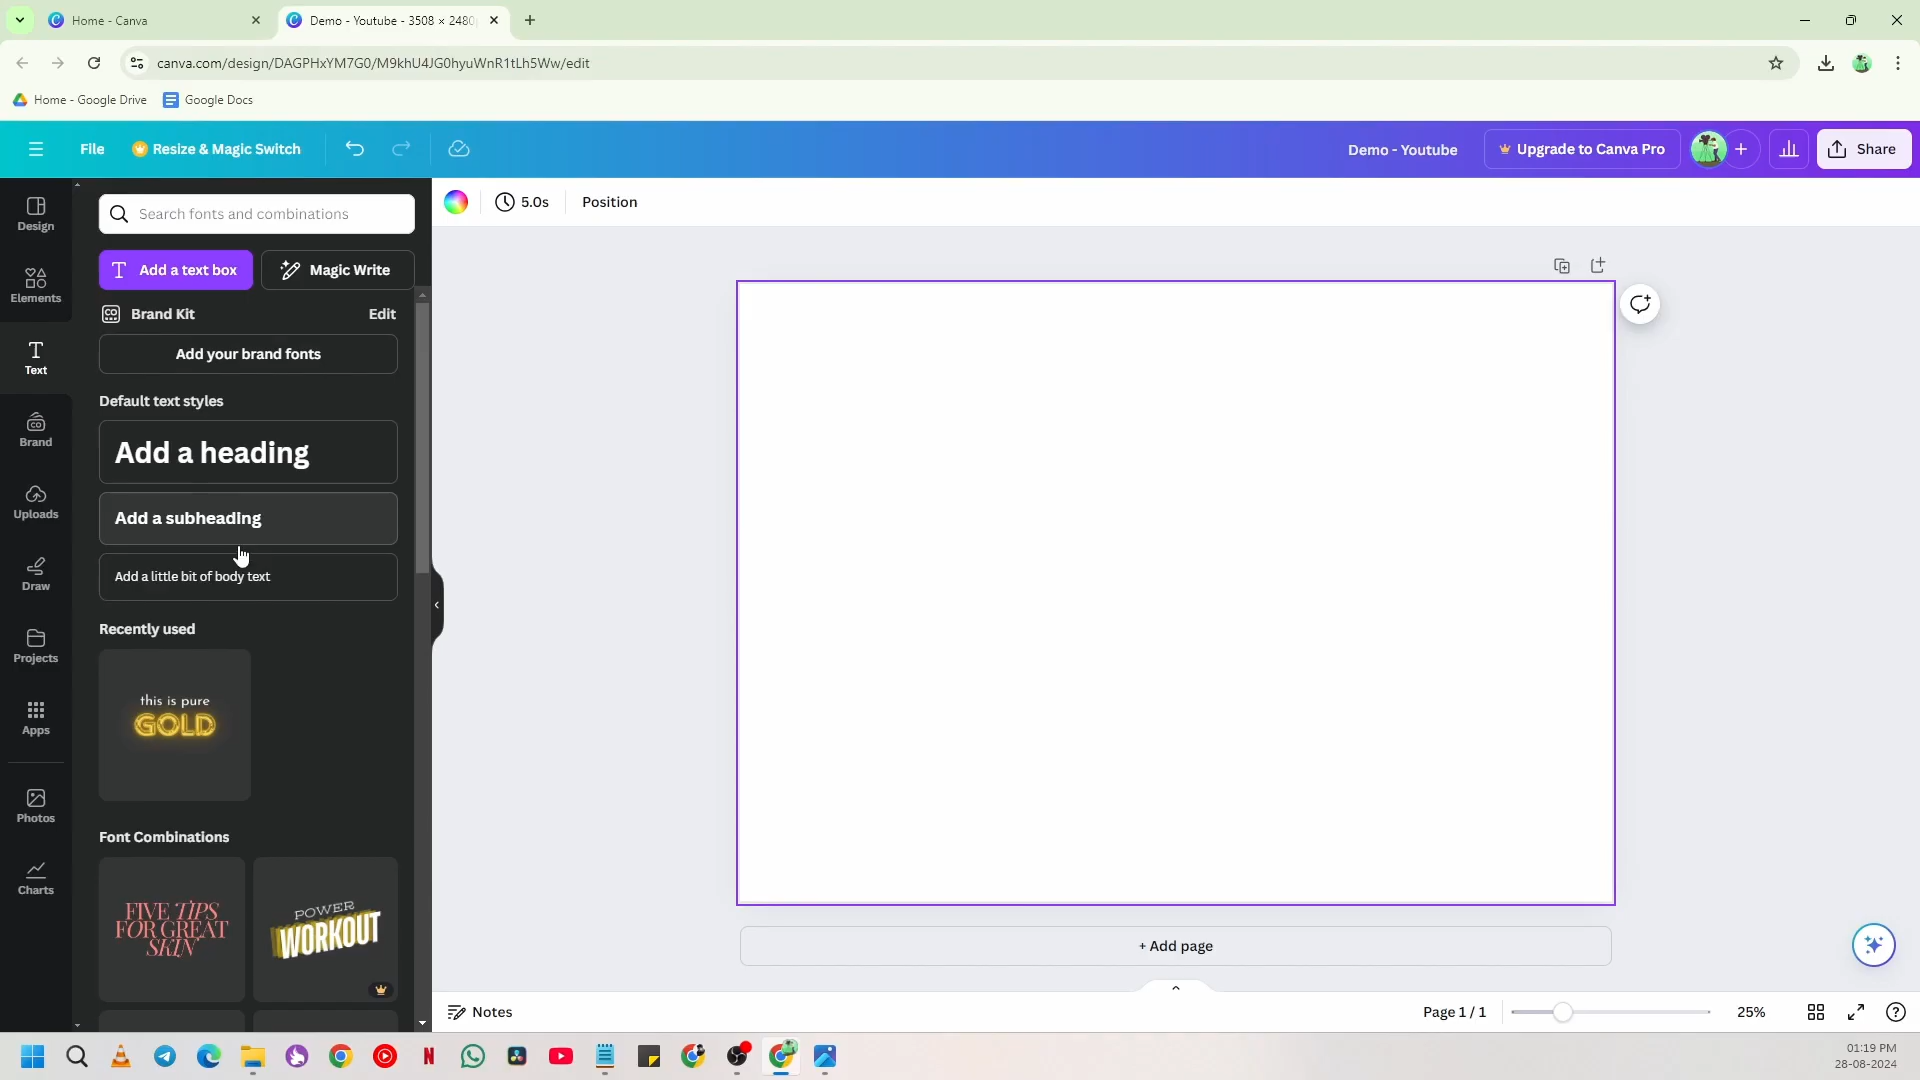 Home - Canva
Demo - Youtube - 3508 × 2480
canva.com/design/DAGPHxYM7G0/M9khU4JG0hyuWnR1tLh5Ww/edit
Home - Google Drive
Google Docs
File
Resize & Magic Switch
Demo - Youtube
Upgrade to Canva Pro
Share
Design
Elements
Text
Brand
Uploads
Draw
Projects
Apps
Photos
Charts
Search fonts and combinations
Add a text box
Magic Write
Brand Kit
Edit
Add your brand fonts
Default text styles
Add a heading
Add a subheading
Add a little bit of body text
Recently used
this is pure
GOLD
Font Combinations
FIVE TIPS
FOR GREAT
SKIN
POWER
WORKOUT
5.0s
Position
+ Add page
Notes
Page 1 / 1
25%
01:19 PM
28-08-2024